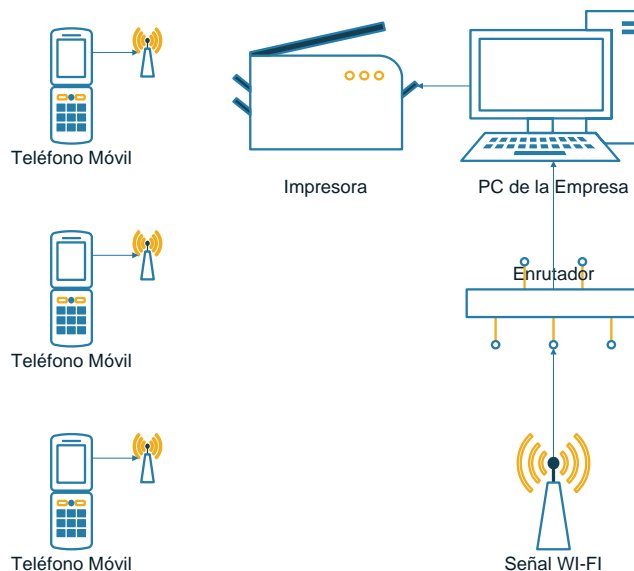 Teléfono Móvil
Impresora
PC de la Empresa
Teléfono Móvil
Enrutador
Teléfono Móvil
Señal WI-FI